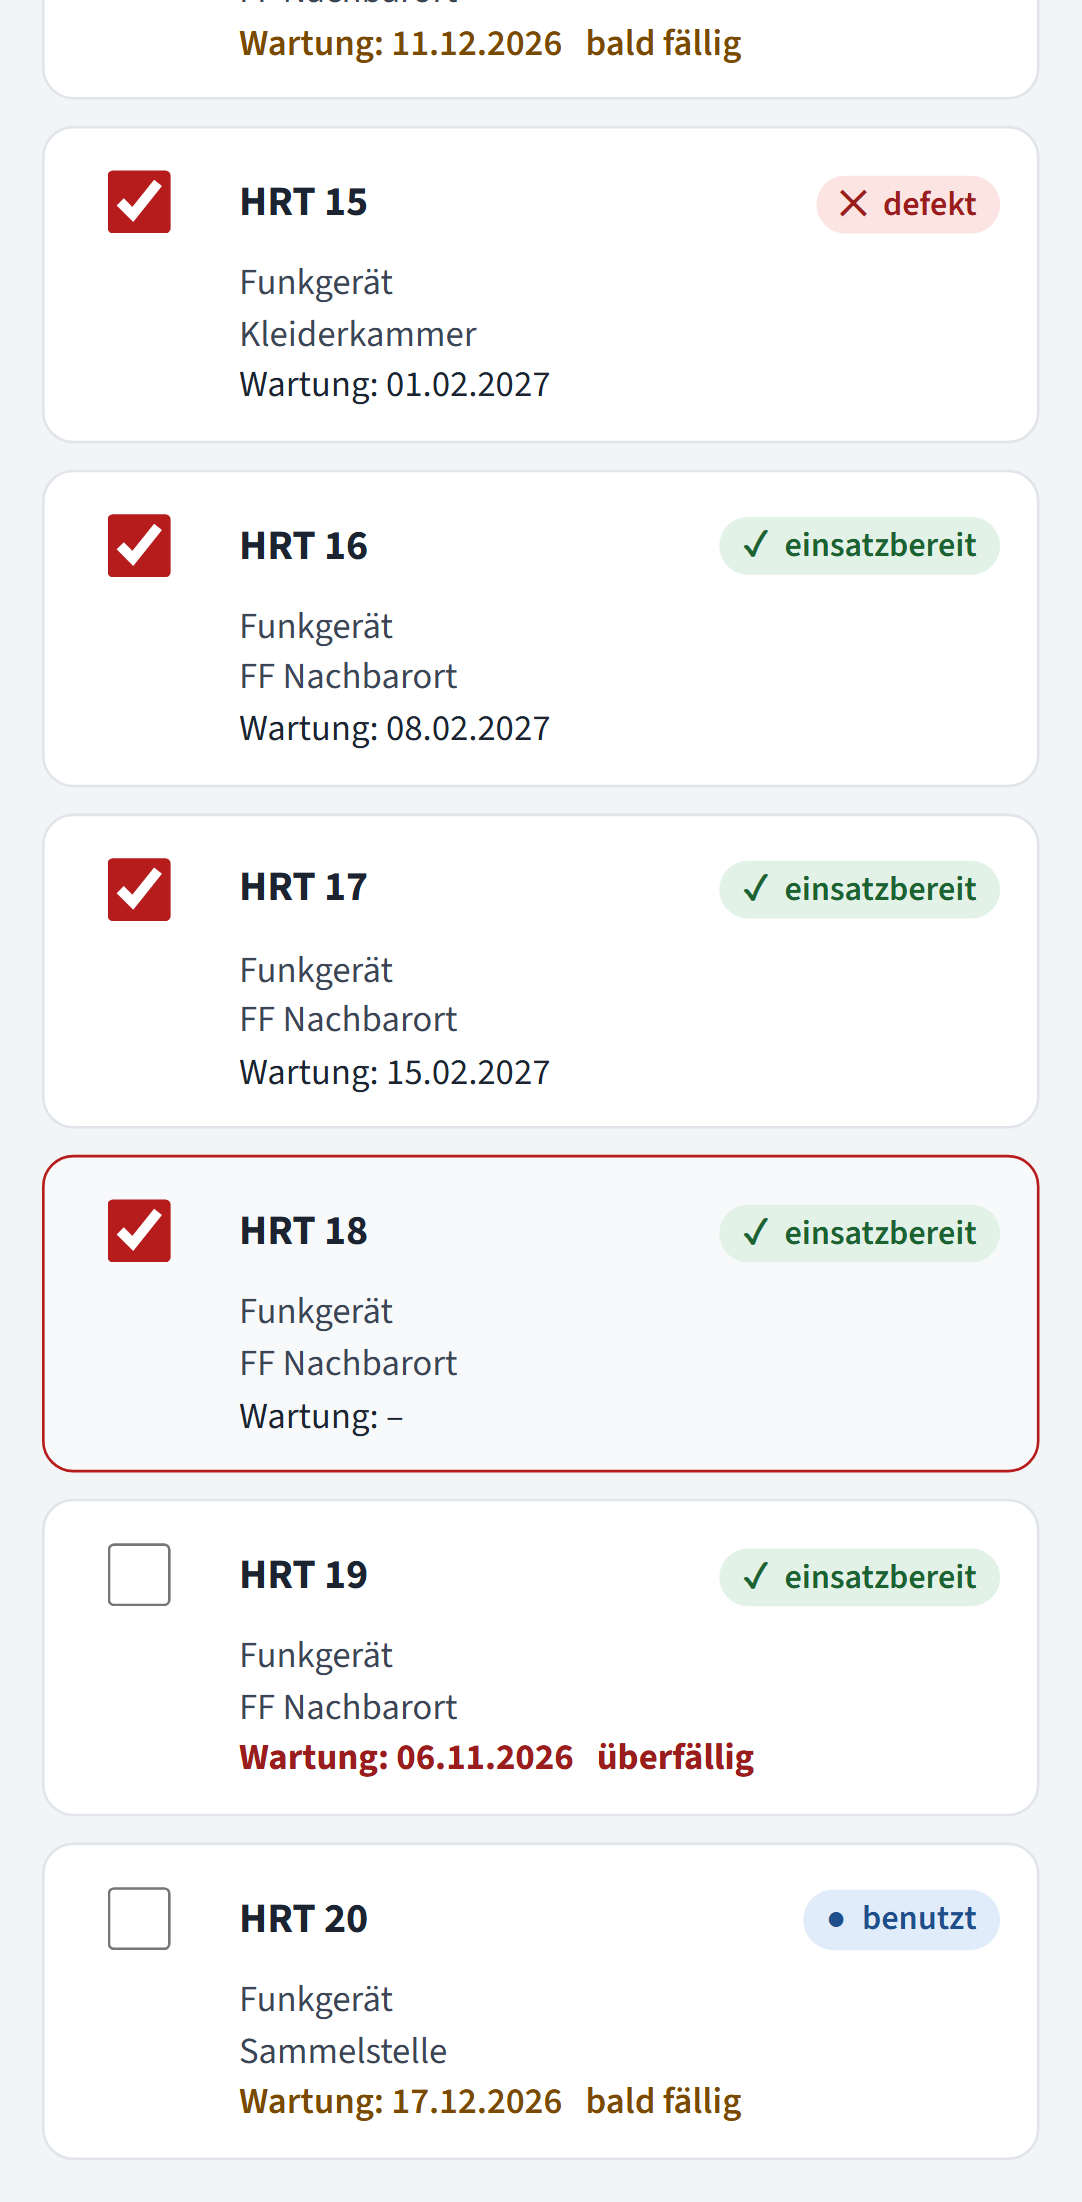 FF Nachbarort
Wartung: 11.12.2026 bald fällig
HRT 15
✕ defekt
Funkgerät
Kleiderkammer
Wartung: 01.02.2027
HRT 16
✓ einsatzbereit
Funkgerät
FF Nachbarort
Wartung: 08.02.2027
HRT 17
✓ einsatzbereit
Funkgerät
FF Nachbarort
Wartung: 15.02.2027
HRT 18
✓ einsatzbereit
Funkgerät
FF Nachbarort
Wartung: –
HRT 19
✓ einsatzbereit
Funkgerät
FF Nachbarort
Wartung: 06.11.2026 überfällig
HRT 20
● benutzt
Funkgerät
Sammelstelle
Wartung: 17.12.2026 bald fällig